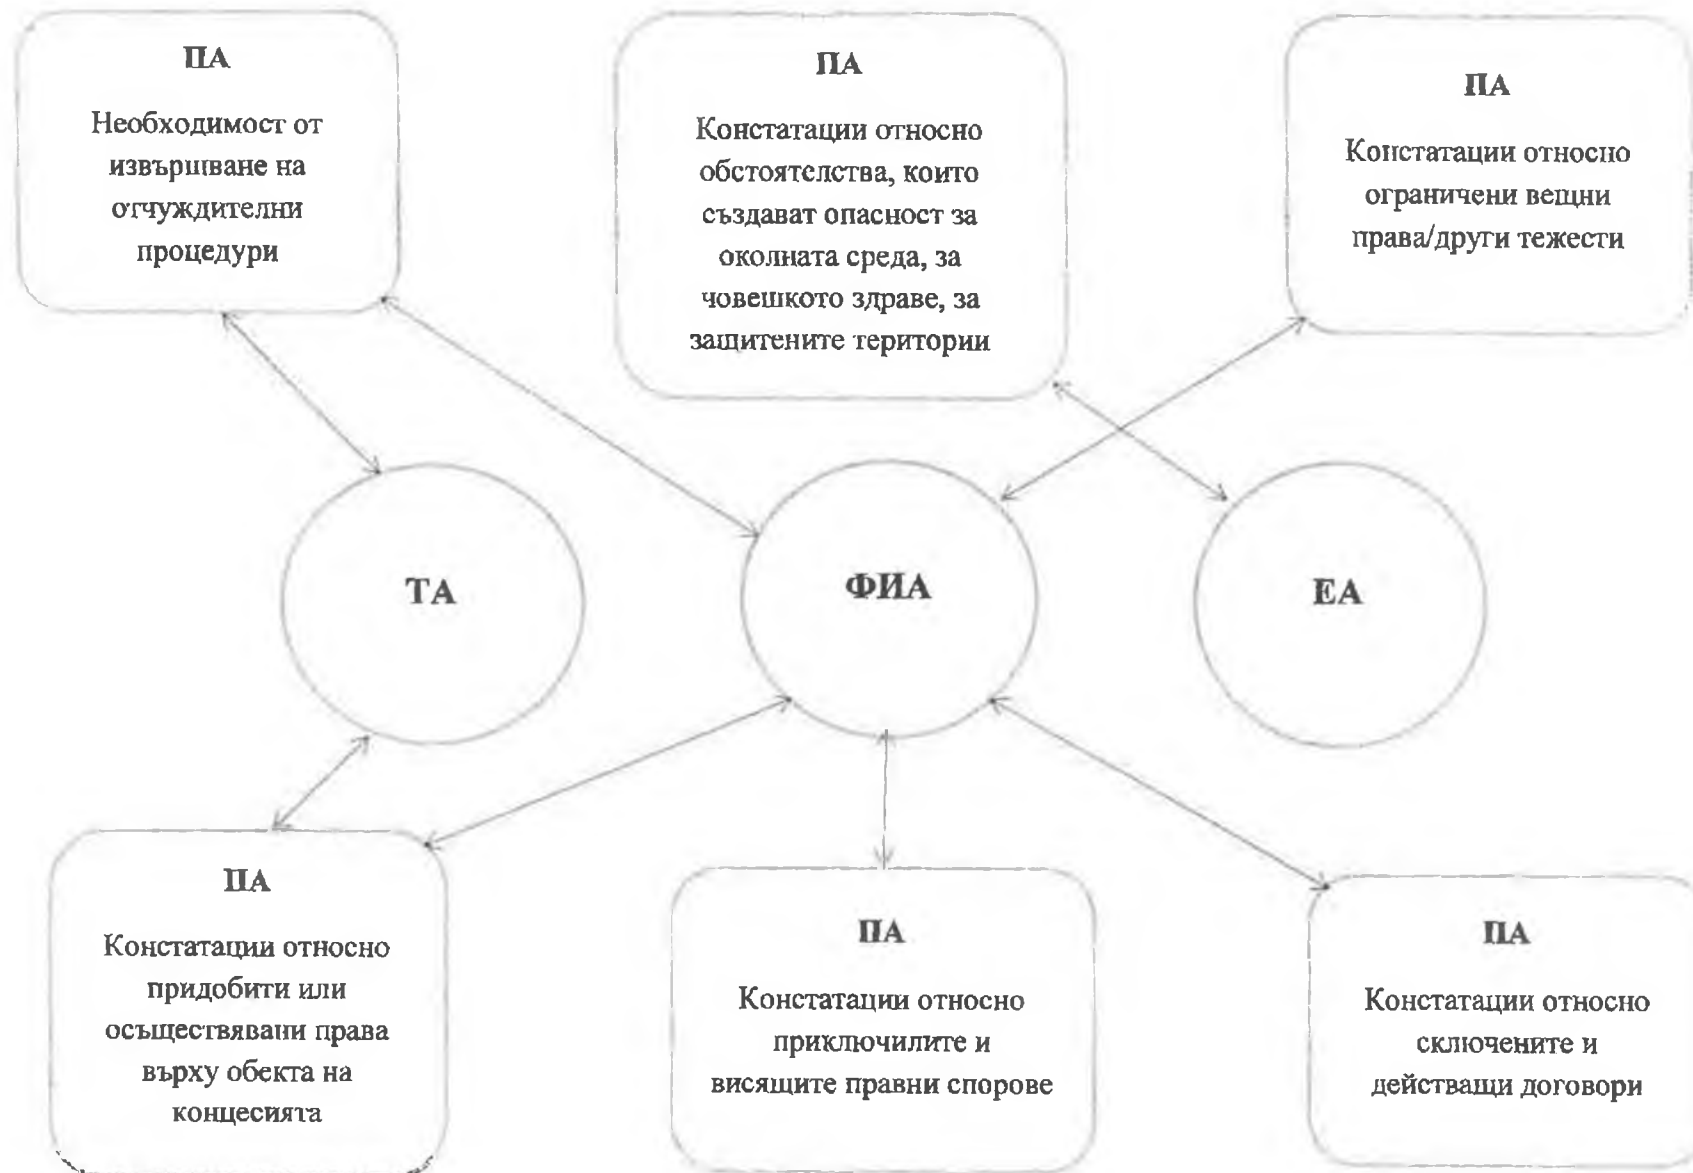 ПА
Необходимост от
извършване на
отчуждителни
процедури
ПА
Констатации относно
обстоятелства, които
създават опасност за
околната среда, за
човешкото здраве, за
защитените територии
ПА
Констатации относно
ограничени вещни
права/други тежести
ТА
ФИА
ЕА
ПА
Констатации относно
придобити или
осъществявани права
върху обекта на
концесията
ПА
Констатации относно
приключилите и
висящите правни спорове
ПА
Констатации относно
сключените и
действащи договори